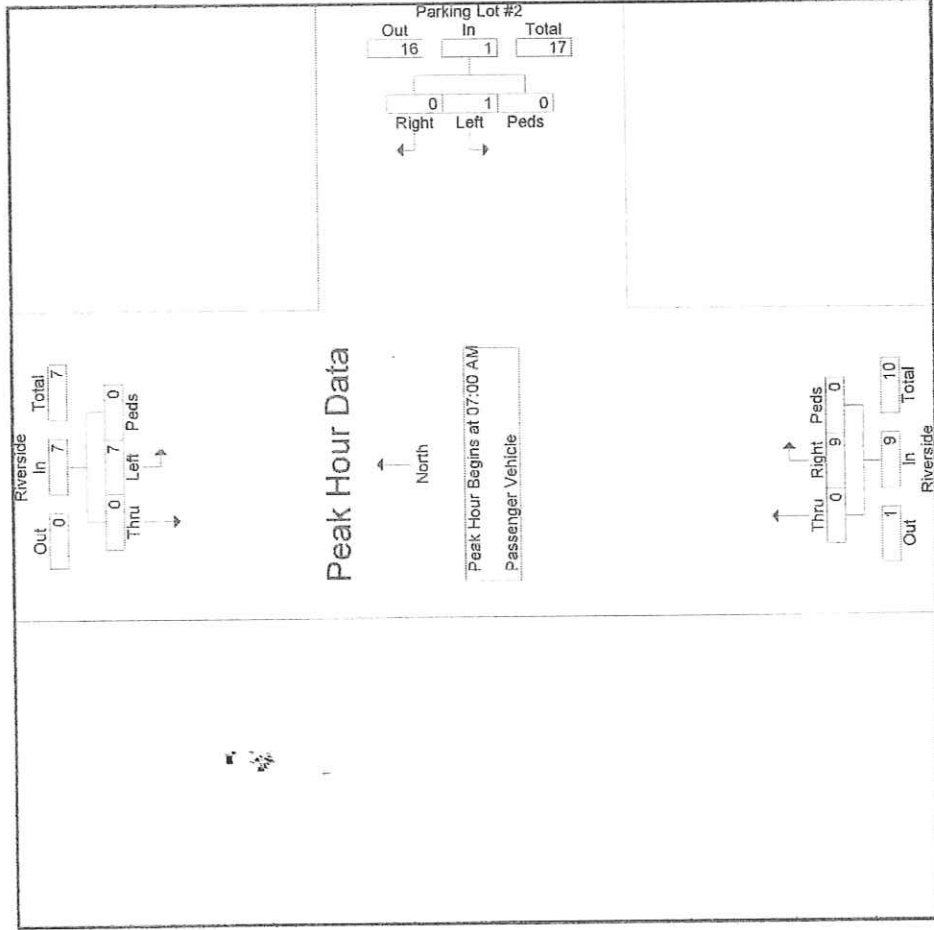 Parking Lot #2
Out In Total
16 1 17
0 1 0
Right Left Peds
Riverside
Out In Total
0 7 7
0 7 0
Thru Left Peds
Peak Hour Data
North
Peak Hour Begins at 07:00 AM
Passenger Vehicle
Thru Right Peds
0 9 0
1 9 10
Out In Total
Riverside